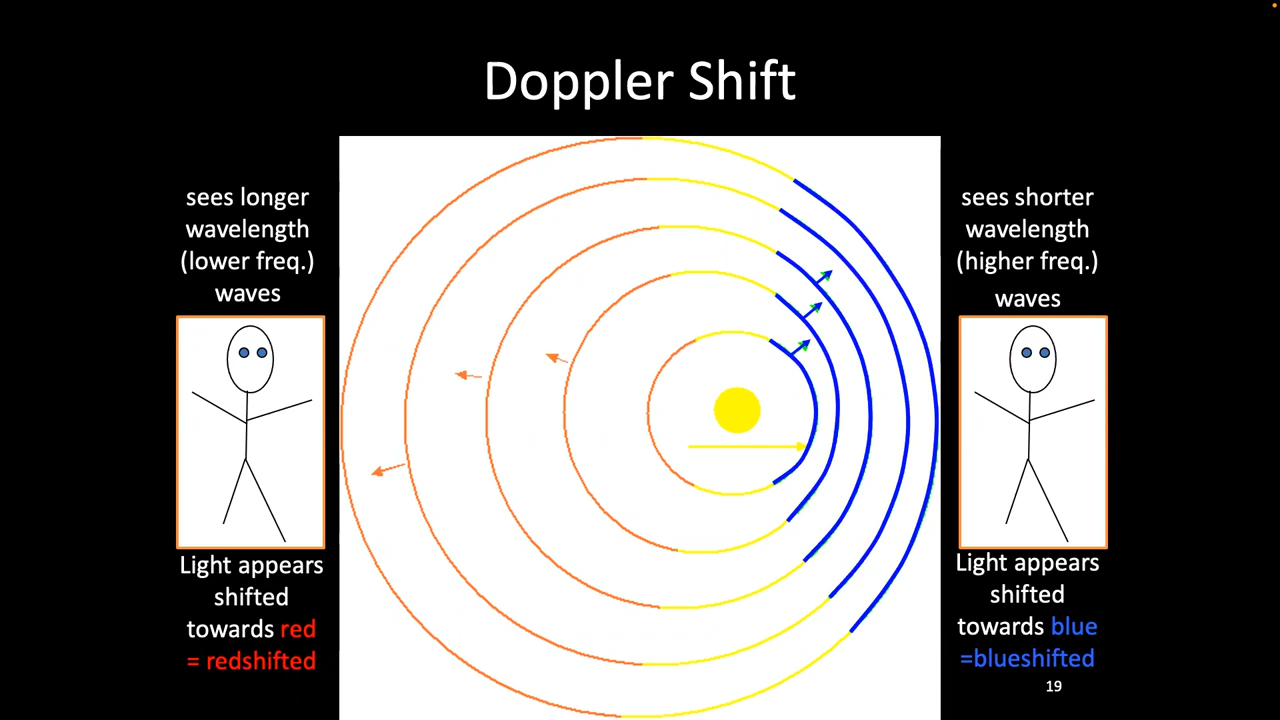 Doppler Shift
sees longer
wavelength
(lower freq.)
waves
Light appears
shifted
towards red
= redshifted
sees shorter
wavelength
(higher freq.)
waves
Light appears
shifted
towards blue
=blueshifted
19